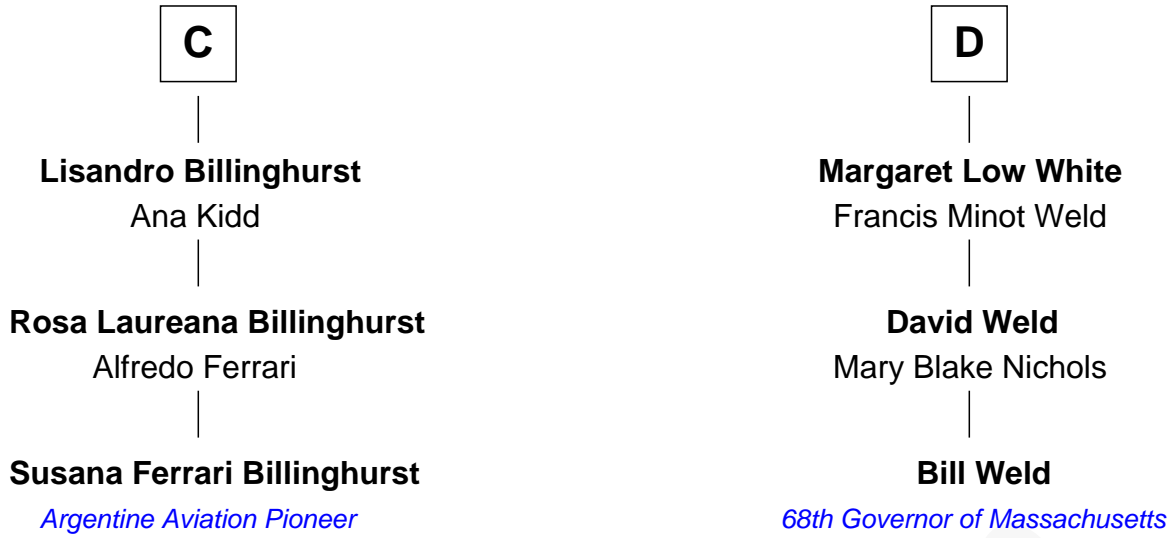 C
Lisandro Billinghurst
Ana Kidd
Rosa Laureana Billinghurst
Alfredo Ferrari
Susana Ferrari Billinghurst
Argentine Aviation Pioneer
D
Margaret Low White
Francis Minot Weld
David Weld
Mary Blake Nichols
Bill Weld
68th Governor of Massachusetts